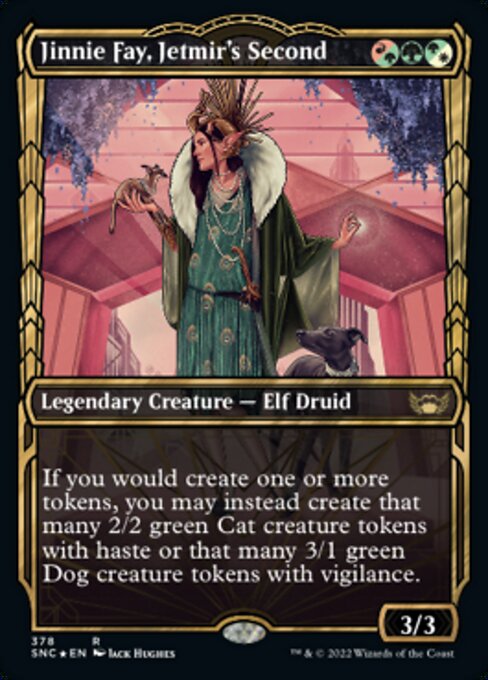 Jinnie Fay, Jetmir's Second
Legendary Creature — Elf Druid
If you would create one or more
tokens, you may instead create that
many 2/2 green Cat creature tokens
with haste or that many 3/1 green
Dog creature tokens with vigilance.
3/3
378 R
SNC★EN Jack Hughes
™ & © 2022 Wizards of the Coast